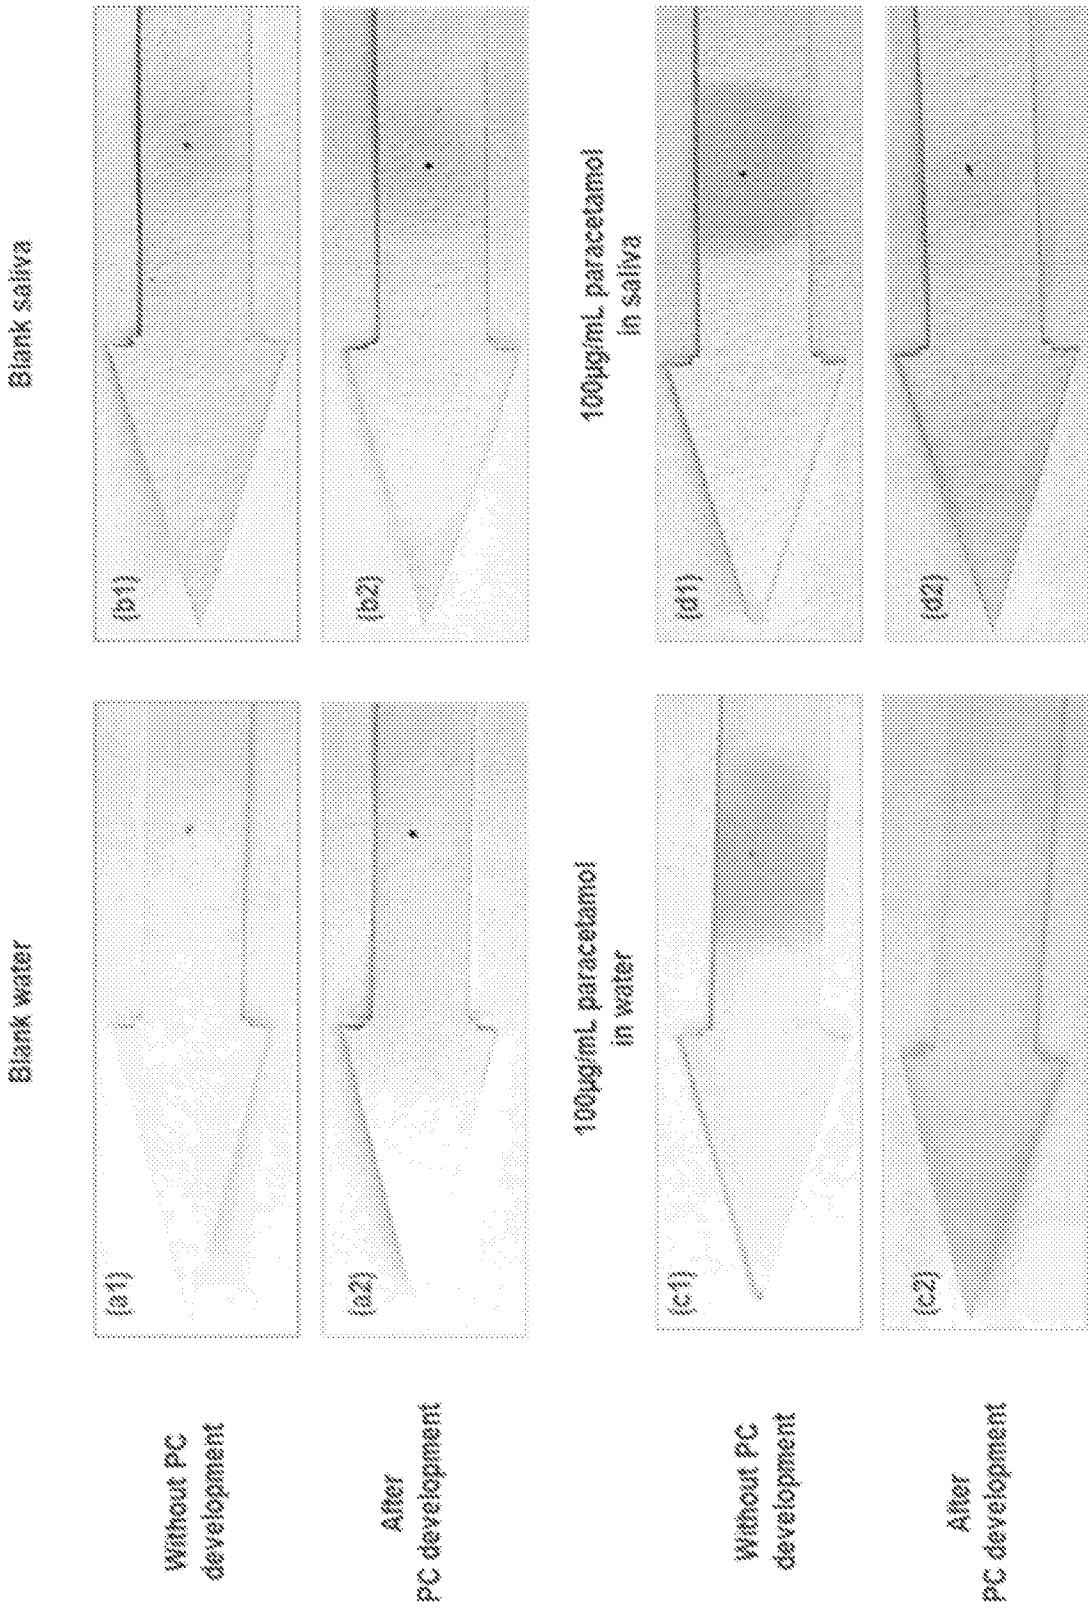 Blank water
Blank saliva
Without PC
development
(a1)
(b1)
After
PC development
(a2)
(b2)
100µg/mL paracetamol
in water
100µg/mL paracetamol
in saliva
Without PC
development
(c1)
(d1)
After
PC development
(c2)
(d2)